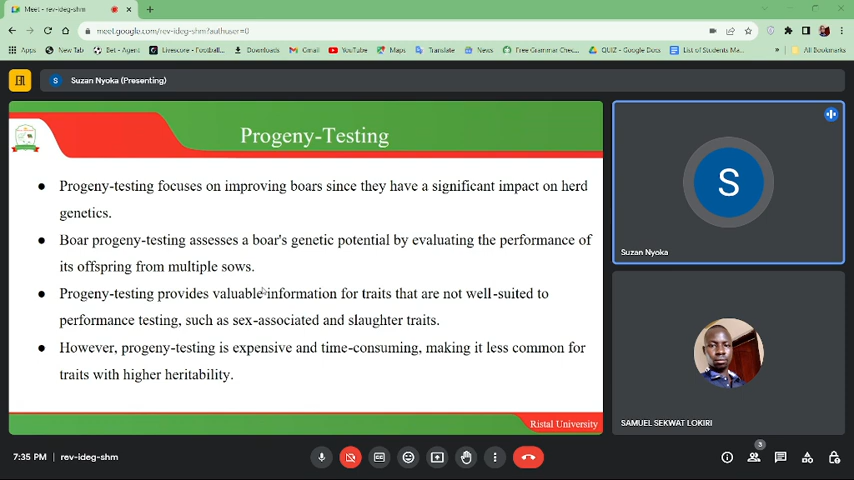 Meet - rev-ideg-shm
meet.google.com/rev-ideg-shm?authuser=0
Apps
New Tab
Bet - Agent
Livescore - Football...
Downloads
Gmail
YouTube
Maps
Translate
News
Free Grammar Chec...
QUIZ - Google Docs
List of Students Ma...
»
All Bookmarks
S
Suzan Nyoka (Presenting)
Progeny-Testing
● Progeny-testing focuses on improving boars since they have a significant impact on herd
genetics.
● Boar progeny-testing assesses a boar's genetic potential by evaluating the performance of
its offspring from multiple sows.
● Progeny-testing provides valuable information for traits that are not well-suited to
performance testing, such as sex-associated and slaughter traits.
● However, progeny-testing is expensive and time-consuming, making it less common for
traits with higher heritability.
Ristal University
S
Suzan Nyoka
SAMUEL SEKWAT LOKIRI
7:35 PM | rev-ideg-shm
3